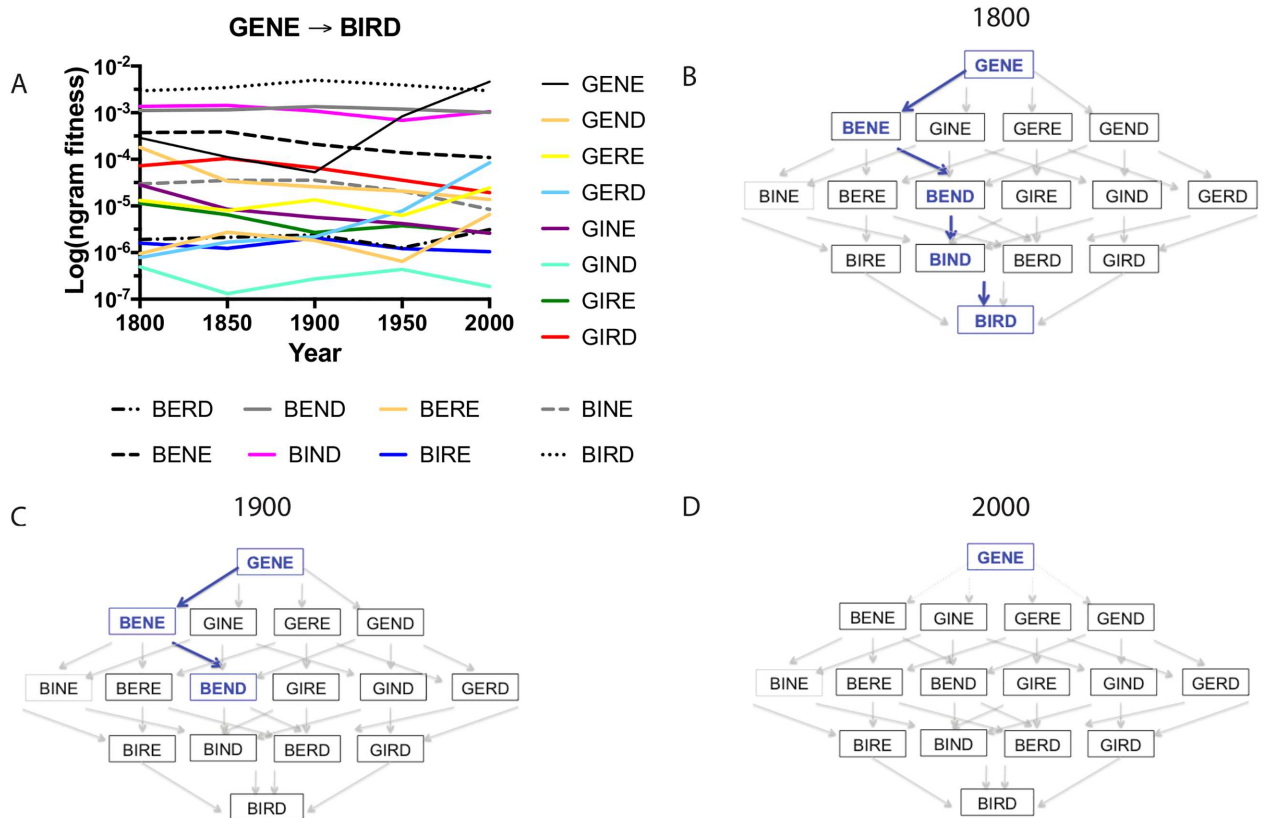 GENE → BIRD
A
Log(ngram fitness)
10-2
10-3
10-4
10-5
10-6
10-7
1800 1850 1900 1950 2000
Year
GENE
GEND
GERE
GERD
GINE
GIND
GIRE
GIRD
BERD BEND BERE BINE
BENE BIND BIRE BIRD
1800
B
GENE
BENE GINE GERE GEND
BINE BERE BEND GIRE GIND GERD
BIRE BIND BERD GIRD
BIRD
C
1900
GENE
BENE GINE GERE GEND
BINE BERE BEND GIRE GIND GERD
BIRE BIND BERD GIRD
BIRD
D
2000
GENE
BENE GINE GERE GEND
BINE BERE BEND GIRE GIND GERD
BIRE BIND BERD GIRD
BIRD